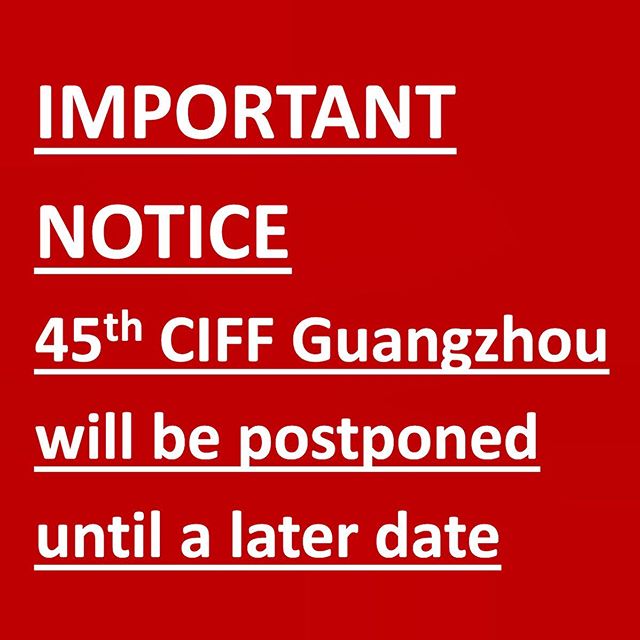 IMPORTANT
NOTICE
45th CIFF Guangzhou
will be postponed
until a later date